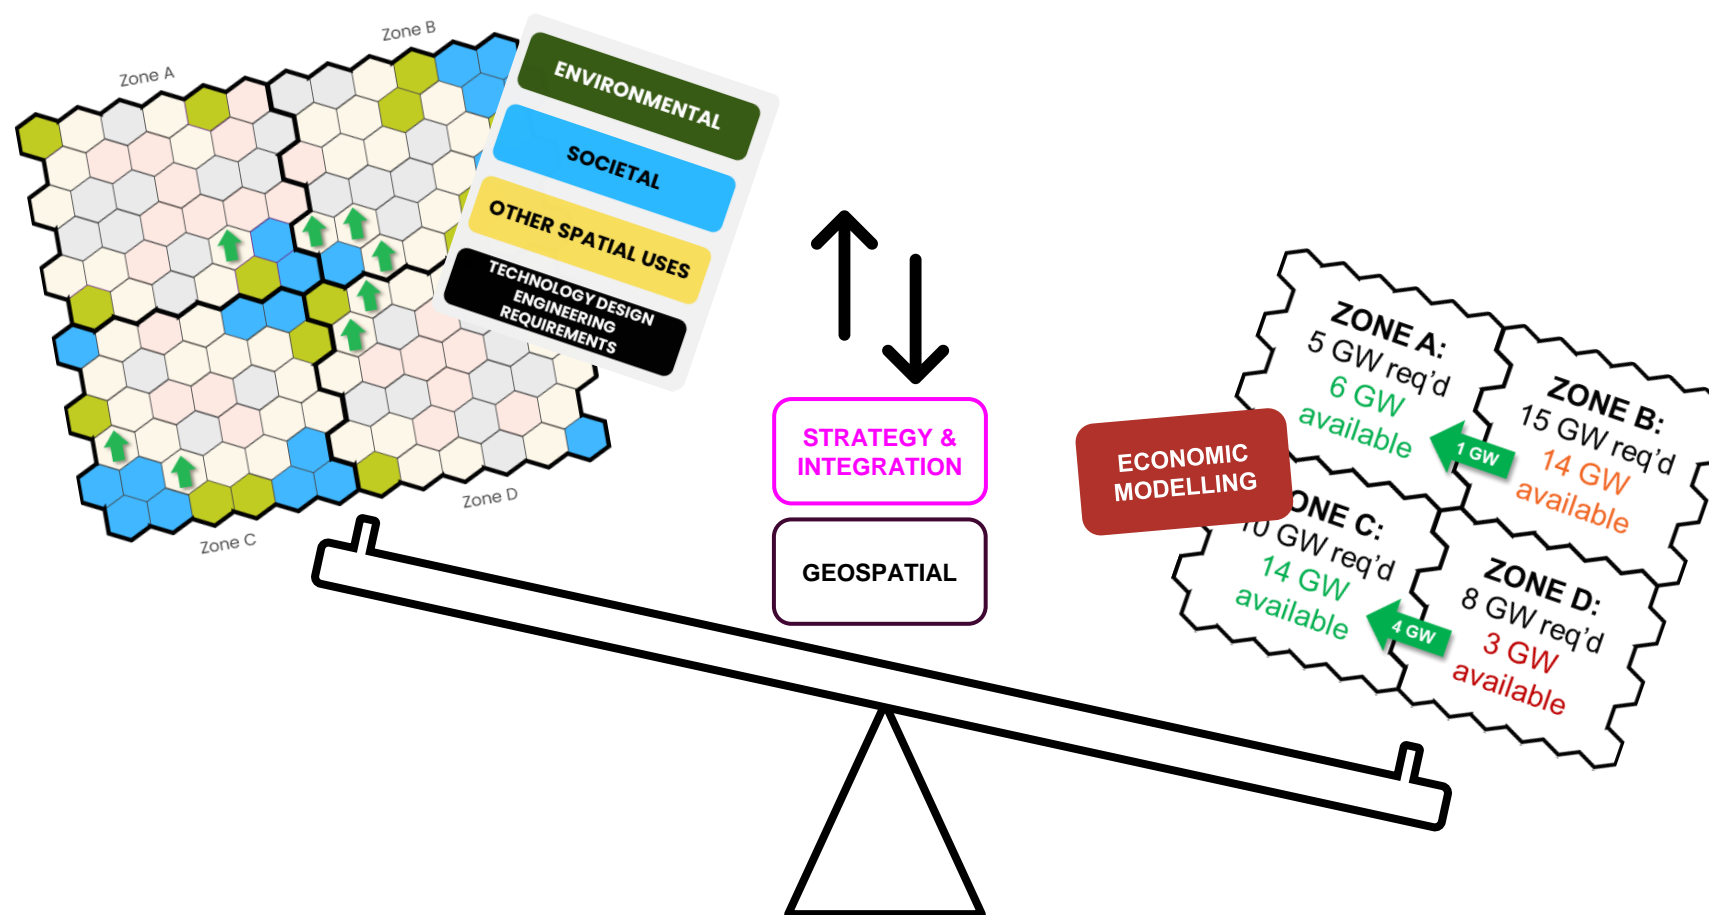 Zone A
Zone B
ENVIRONMENTAL
SOCIETAL
OTHER SPATIAL USES
TECHNOLOGY DESIGN
ENGINEERING
REQUIREMENTS
Zone D
Zone C
STRATEGY &
INTEGRATION
GEOSPATIAL
ECONOMIC
MODELLING
ZONE A:
5 GW req'd
6 GW
available
1 GW
ZONE B:
15 GW req'd
14 GW
available
ONE C:
10 GW req'd
14 GW
available
4 GW
ZONE D:
8 GW req'd
3 GW
available